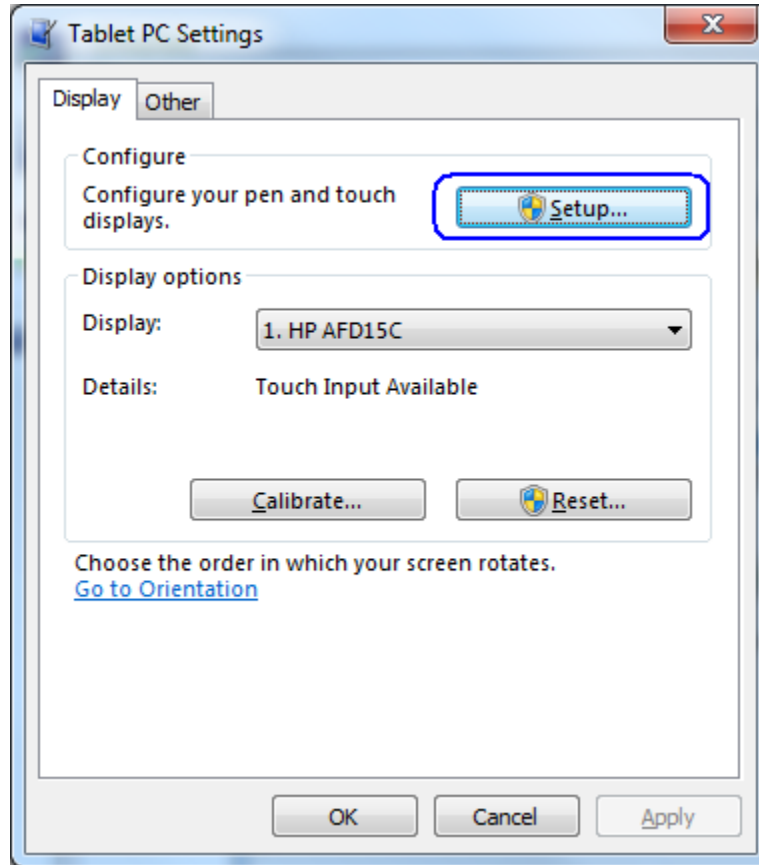 Tablet PC Settings
Display
Other
Configure
Configure your pen and touch
displays.
Setup...
Display options
Display:
1. HP AFD15C
Details:
Touch Input Available
Calibrate...
Reset...
Choose the order in which your screen rotates.
Go to Orientation
OK
Cancel
Apply